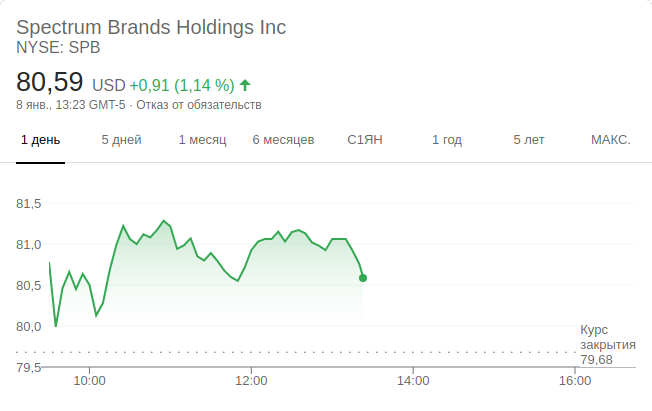 Spectrum Brands Holdings Inc
NYSE: SPB
80,59 USD +0,91 (1,14 %)
8 янв., 13:23 GMT-5 · Отказ от обязательств
1 день 5 дней 1 месяц 6 месяцев С1ЯН 1 год 5 лет МАКС.
81,5
81,0
80,5
80,0
79,5
Курс
закрытия
79,68
10:00 12:00 14:00 16:00